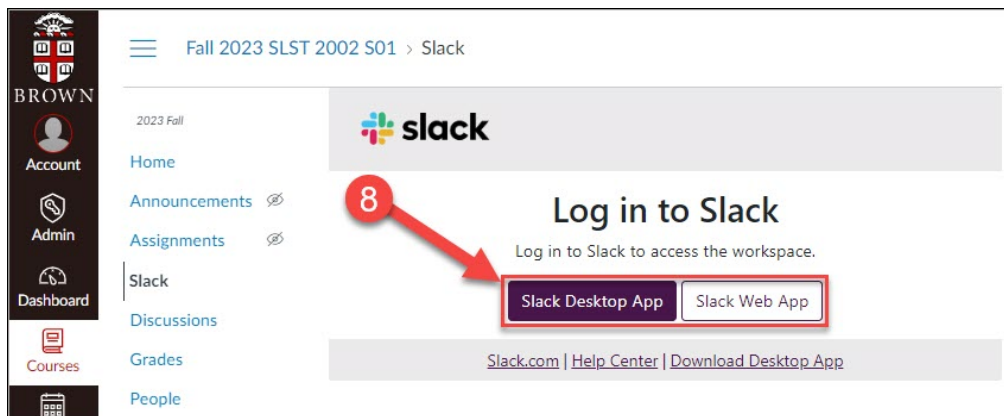 BROWN
Account
Admin
Dashboard
Courses
Fall 2023 SLST 2002 S01 > Slack
2023 Fall
Home
Announcements
Assignments
Slack
Discussions
Grades
People
slack
8
Log in to Slack
Log in to Slack to access the workspace.
Slack Desktop App Slack Web App
Slack.com | Help Center | Download Desktop App